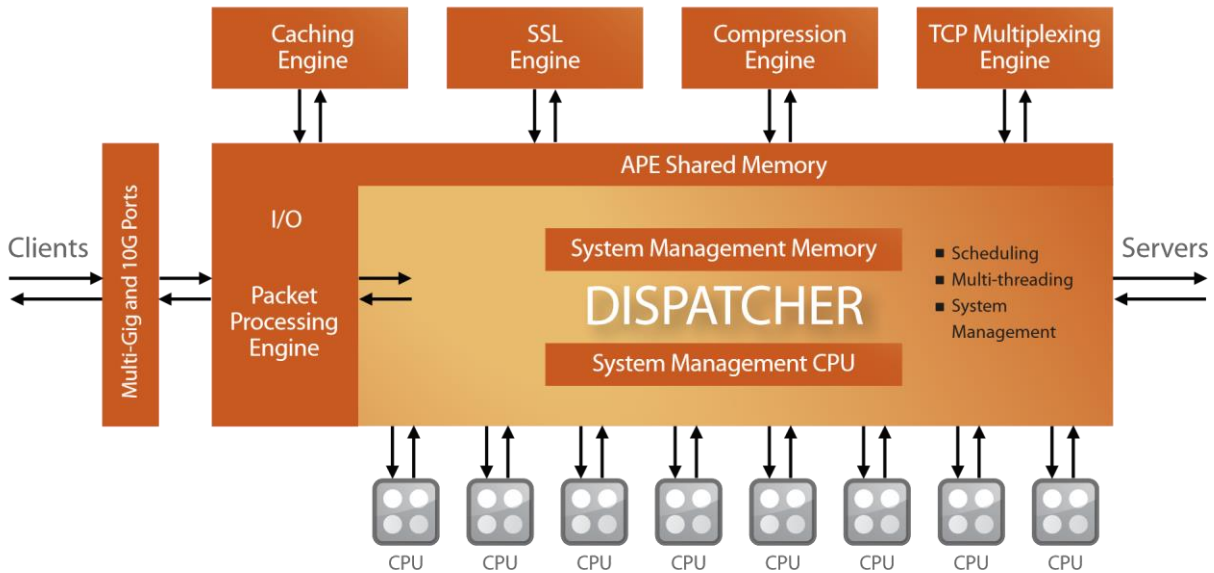 Caching
Engine
SSL
Engine
Compression
Engine
TCP Multiplexing
Engine
APE Shared Memory
Clients
Multi-Gig and 10G Ports
I/O
Packet
Processing
Engine
System Management Memory
DISPATCHER
System Management CPU
■ Scheduling
■ Multi-threading
■ System
Management
Servers
CPU
CPU
CPU
CPU
CPU
CPU
CPU
CPU